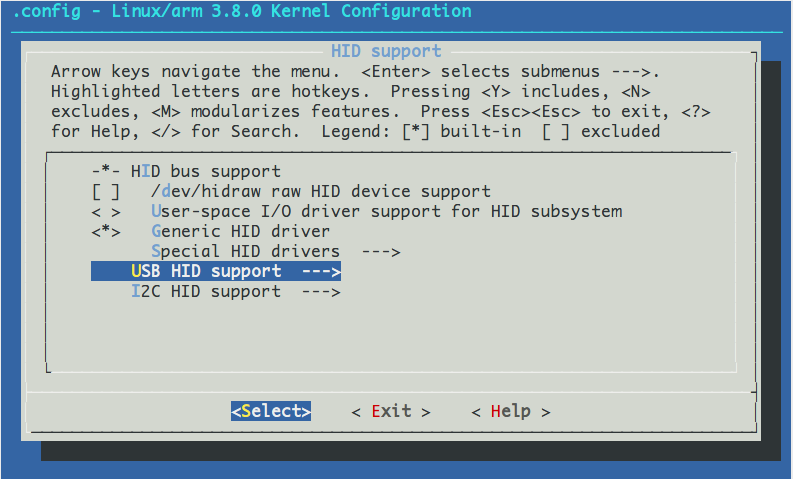 .config - Linux/arm 3.8.0 Kernel Configuration
HID support
Arrow keys navigate the menu.  <Enter> selects submenus --->.
Highlighted letters are hotkeys.  Pressing <Y> includes, <N>
excludes, <M> modularizes features.  Press <Esc><Esc> to exit, <?>
for Help, </> for Search.  Legend: [*] built-in  [ ] excluded
-*- HID bus support
[ ]   /dev/hidraw raw HID device support
< >   User-space I/O driver support for HID subsystem
<*>   Generic HID driver
Special HID drivers  --->
USB HID support  --->
I2C HID support  --->
<Select>    < Exit >    < Help >